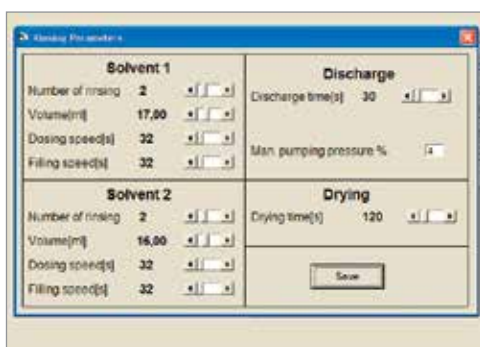 Rinsing Parameters
Solvent 1
Number of rinsing 2
Volume[ml] 17,00
Dosing speed[s] 32
Filling speed[s] 32
Solvent 2
Number of rinsing 2
Volume[ml] 16,00
Dosing speed[s] 32
Filling speed[s] 32
Discharge
Discharge time[s] 30
Man. pumping pressure % 4
Drying
Drying time[s] 120
Save